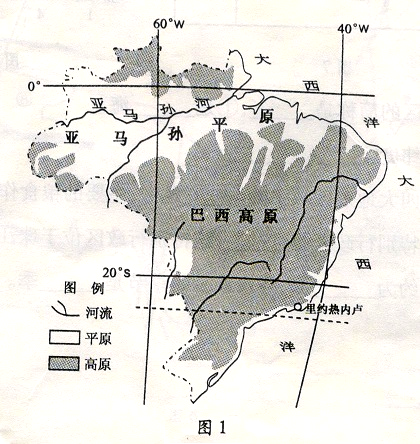 60°W
40°W
大
西
洋
0°
亚马孙河
亚马孙平原
大
西
洋
巴西高原
20°S
里约热内卢
图例
河流
平原
高原
图1